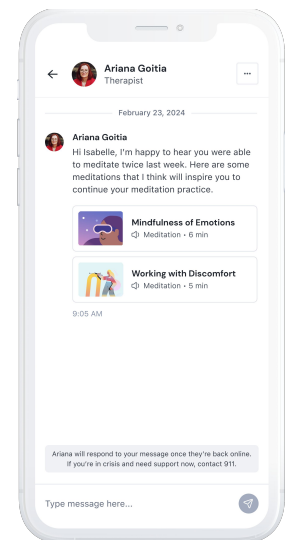 Ariana Goitia
Therapist
...
February 23, 2024
Ariana Goitia
Hi Isabelle, I'm happy to hear you were able
to meditate twice last week. Here are some
meditations that I think will inspire you to
continue your meditation practice.
Mindfulness of Emotions
Meditation • 6 min
Working with Discomfort
Meditation • 5 min
9:05 AM
Ariana will respond to your message once they're back online.
If you're in crisis and need support now, contact 911.
Type message here...